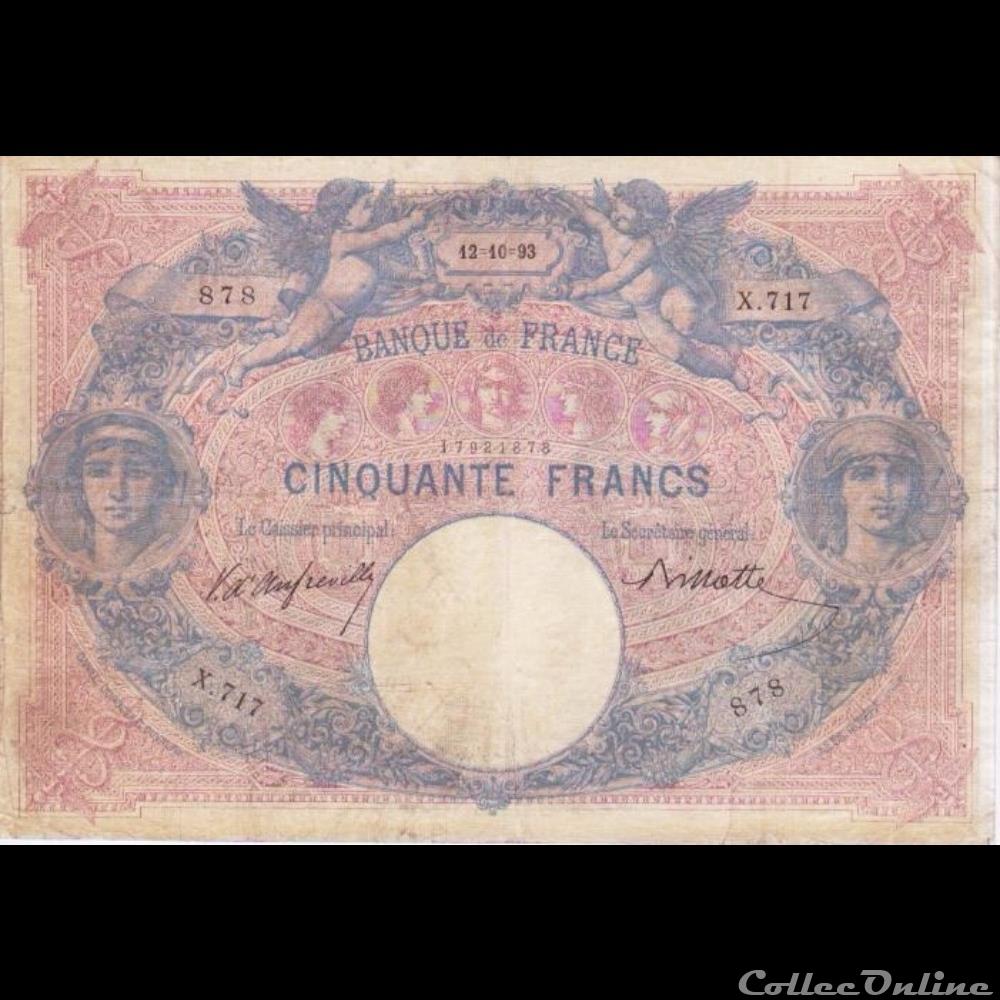 12=10=93
878
X.717
BANQUE de FRANCE
17921878
CINQUANTE FRANCS
Le Caissier principal:
Le Secrétaire général:
X.717
878
CollecOnline